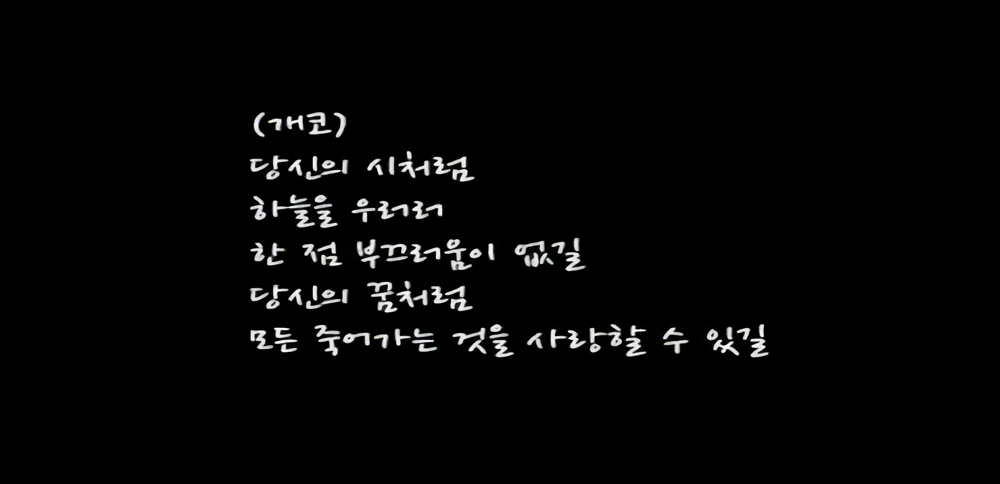 (개코)
당신의 시처럼
하늘을 우러러
한 점 부끄러움이 없길
당신의 꿈처럼
모든 죽어가는 것을 사랑할 수 있길